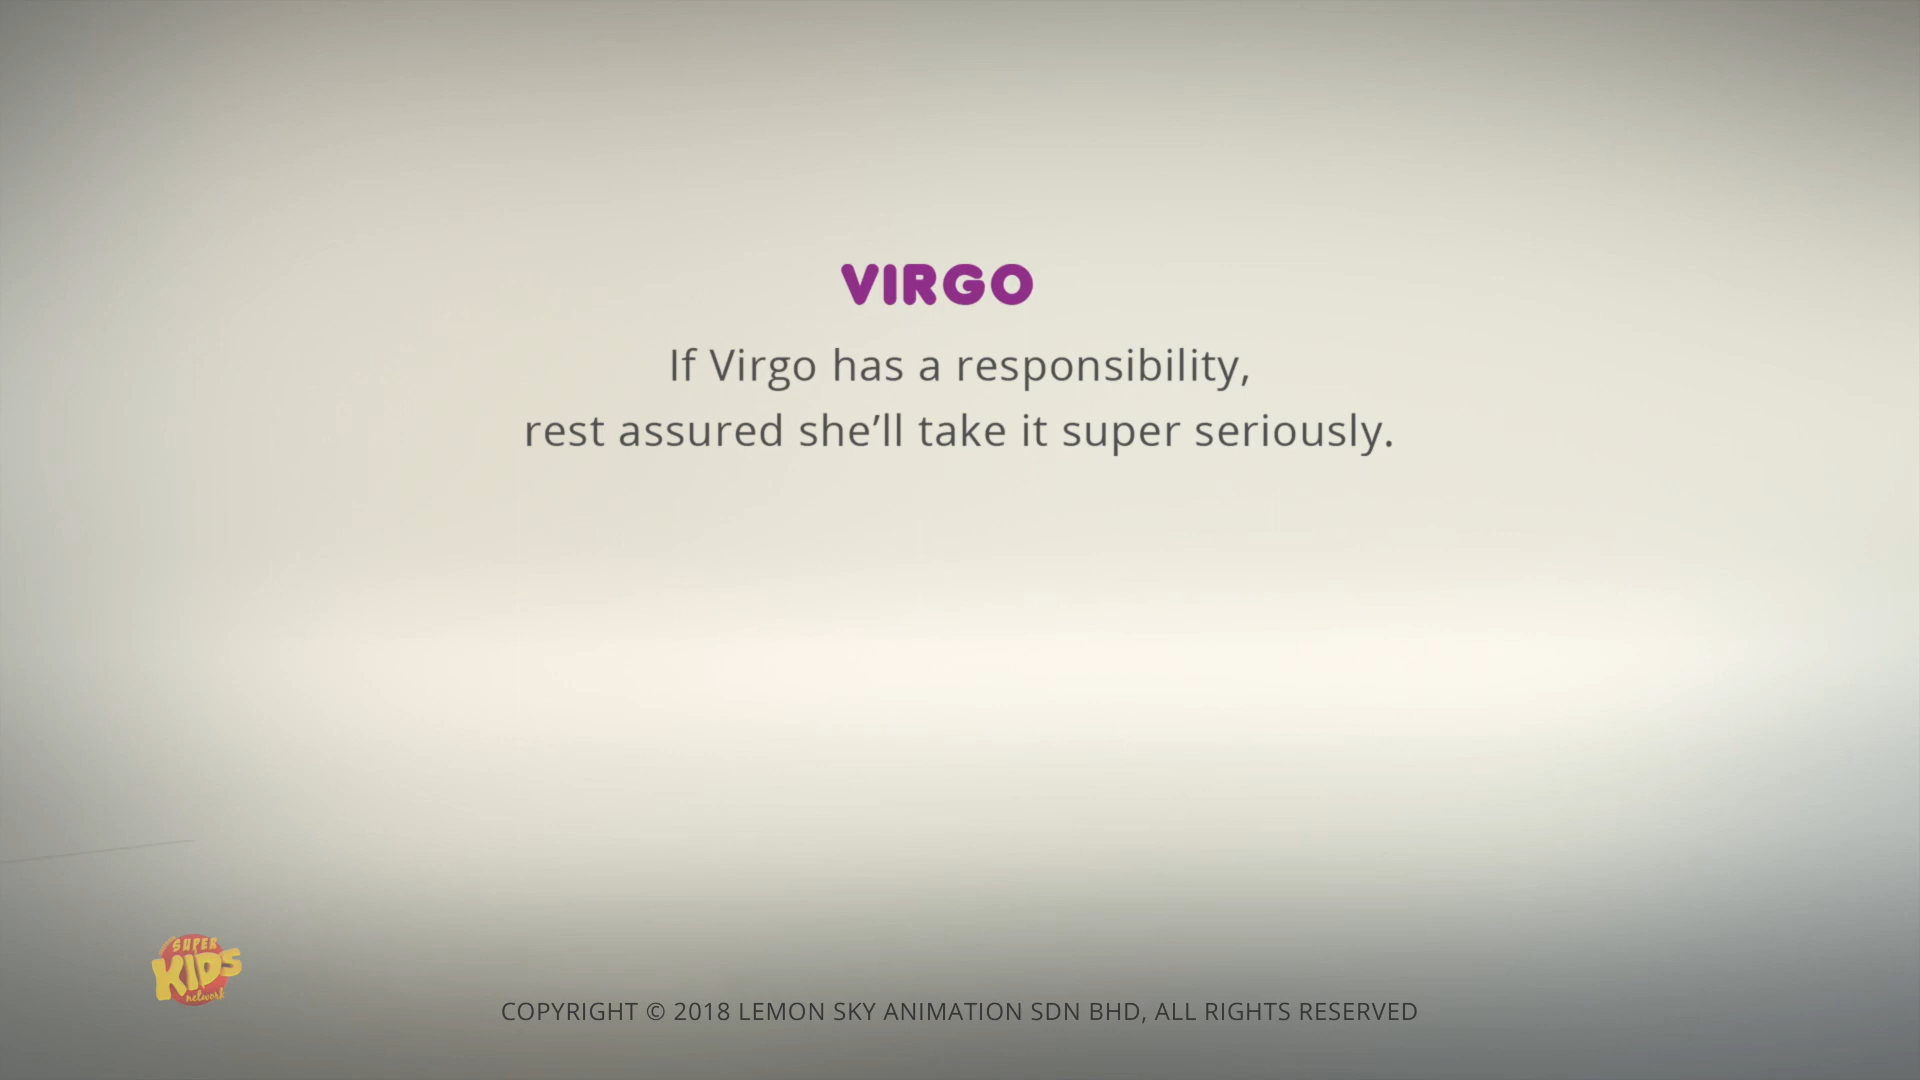 VIRGO
If Virgo has a responsibility,
rest assured she’ll take it super seriously.
SUPER
KIDS
network
COPYRIGHT © 2018 LEMON SKY ANIMATION SDN BHD, ALL RIGHTS RESERVED